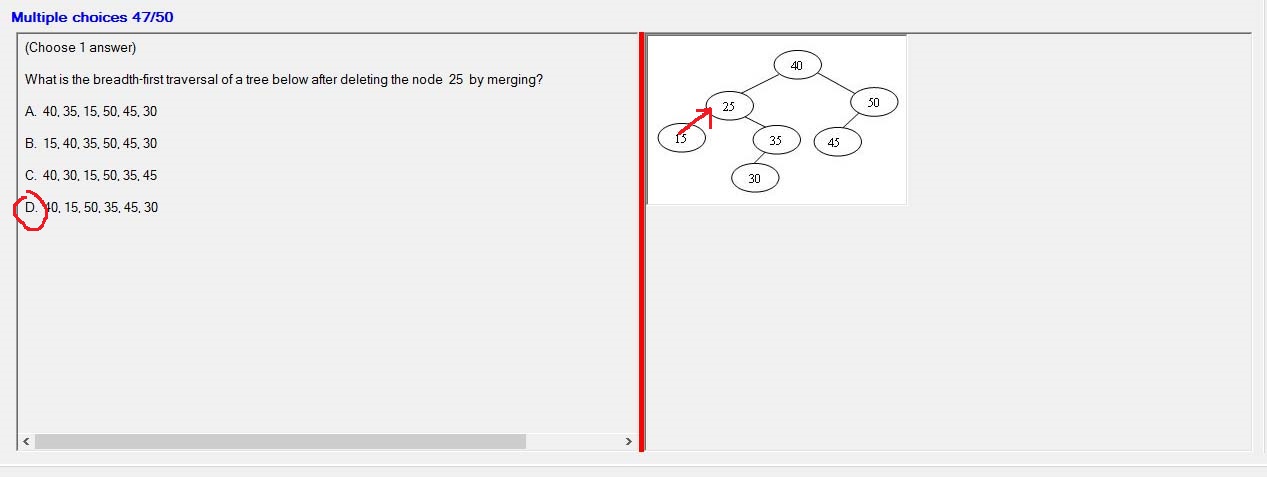 Multiple choices 47/50
(Choose 1 answer)
What is the breadth-first traversal of a tree below after deleting the node 25 by merging?
A. 40, 35, 15, 50, 45, 30
B. 15, 40, 35, 50, 45, 30
C. 40, 30, 15, 50, 35, 45
D. 40, 15, 50, 35, 45, 30
40
25
50
15
35
45
30